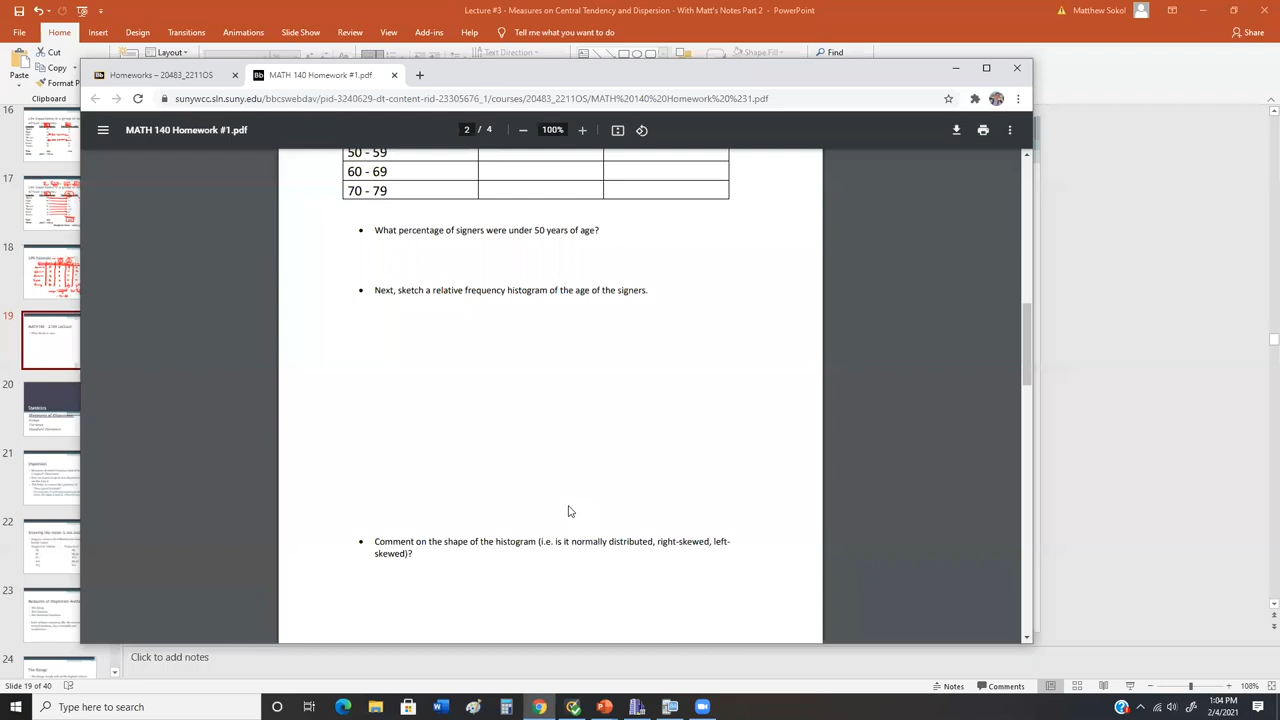 Lecture #3 - Measures on Central Tendency and Dispersion - With Matt's Notes Part 2 - PowerPoint
Matthew Sokol
File Home Insert Design Transitions Animations Slide Show Review View Add-ins Help Tell me what you want to do Share
Cut Layout Shape Fill Find
Paste Copy
Format P
Clipboard
Homeworks – 20483_2211OS
MATH 140 Homework #1.pdf
sunywcc.sln.suny.edu/bbcswebdav/pid-3240629-dt-content-rid-23305676_1/courses/20483_2211OS/MATH%20140%20Homework%20%231.pdf
MATH 140 Homework #1.pdf 2 100%
50 - 59
60 - 69
70 - 79
• What percentage of signers were under 50 years of age?
• Next, sketch a relative frequency histogram of the age of the signers.
• Comment on the shape of the histogram (i.e. is it normally distributed, right-skewed, left-
skewed)?
16
17
18
19
20
Statistics
21
Dispersion
22
23
24
The Range
Click to add notes
Slide 19 of 40 Notes Comments 108%
Type here to search
1:04 PM
2/4/2021